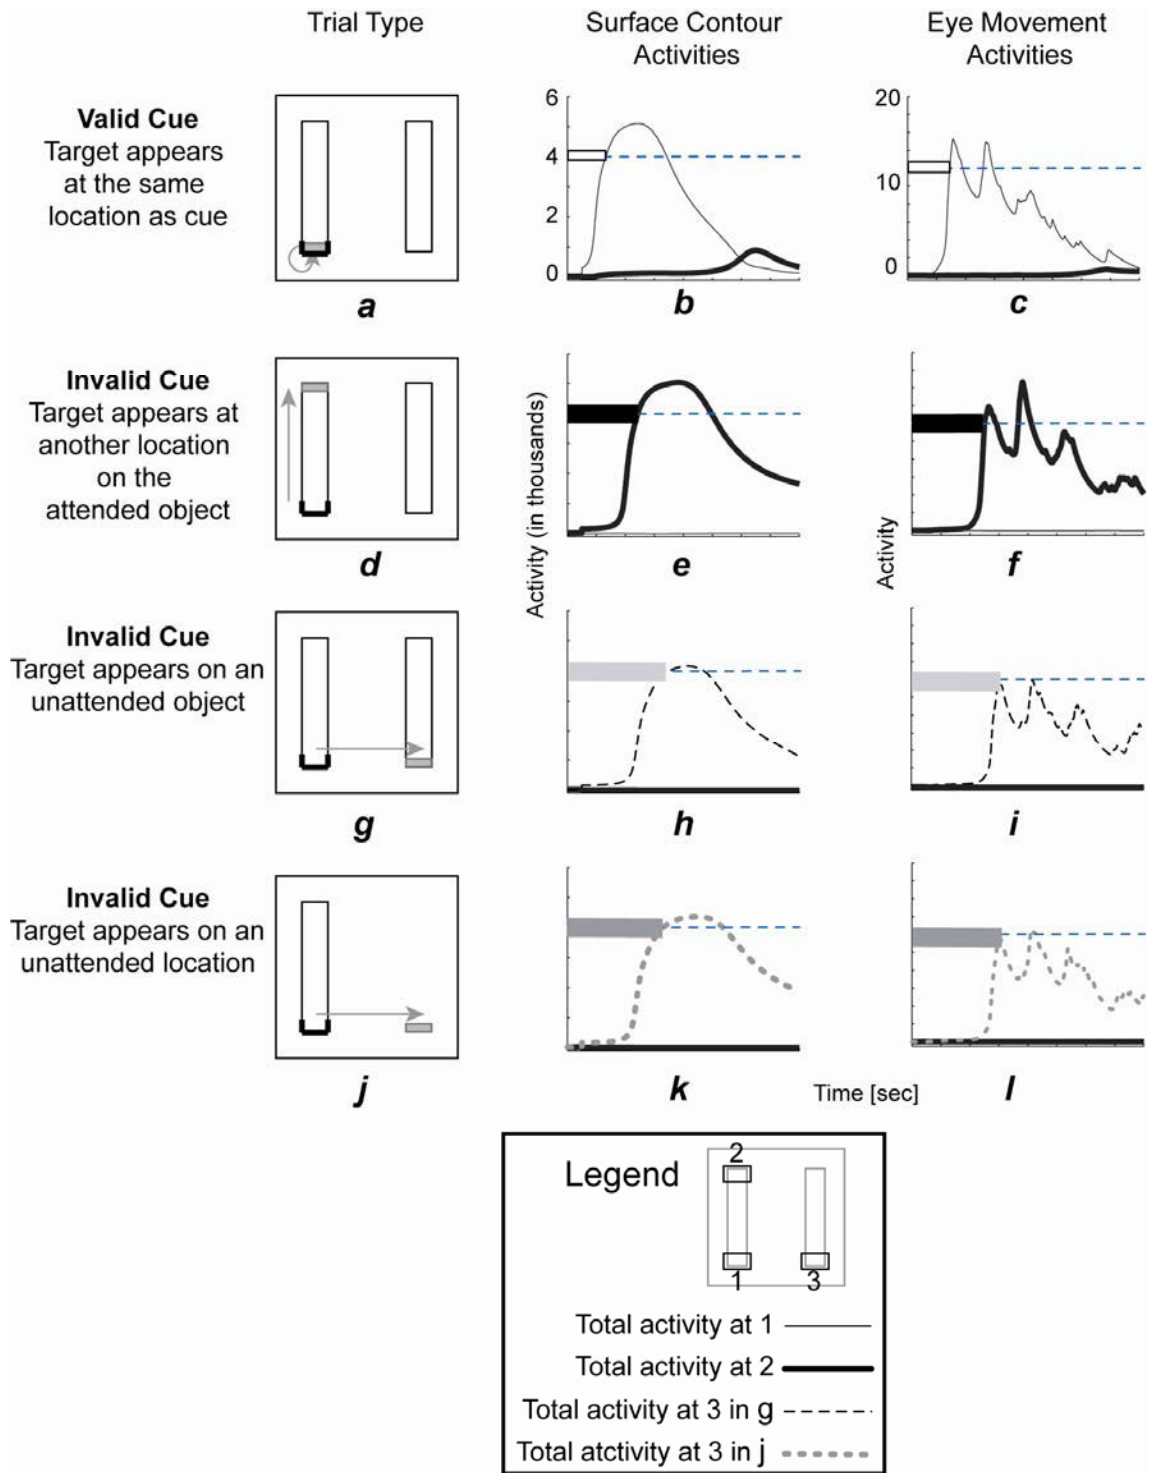 Trial Type
Surface Contour
Activities
Eye Movement
Activities
Valid Cue
Target appears
at the same
location as cue
a
6
4
2
0
b
20
10
0
c
Invalid Cue
Target appears at
another location
on the
attended object
d
Activity (in thousands)
e
Activity
f
Invalid Cue
Target appears on an
unattended object
g
h
i
Invalid Cue
Target appears on an
unattended location
j
k
Time [sec]
l
Legend
2
1
3
Total activity at 1
Total activity at 2
Total activity at 3 in g
Total atctivity at 3 in j